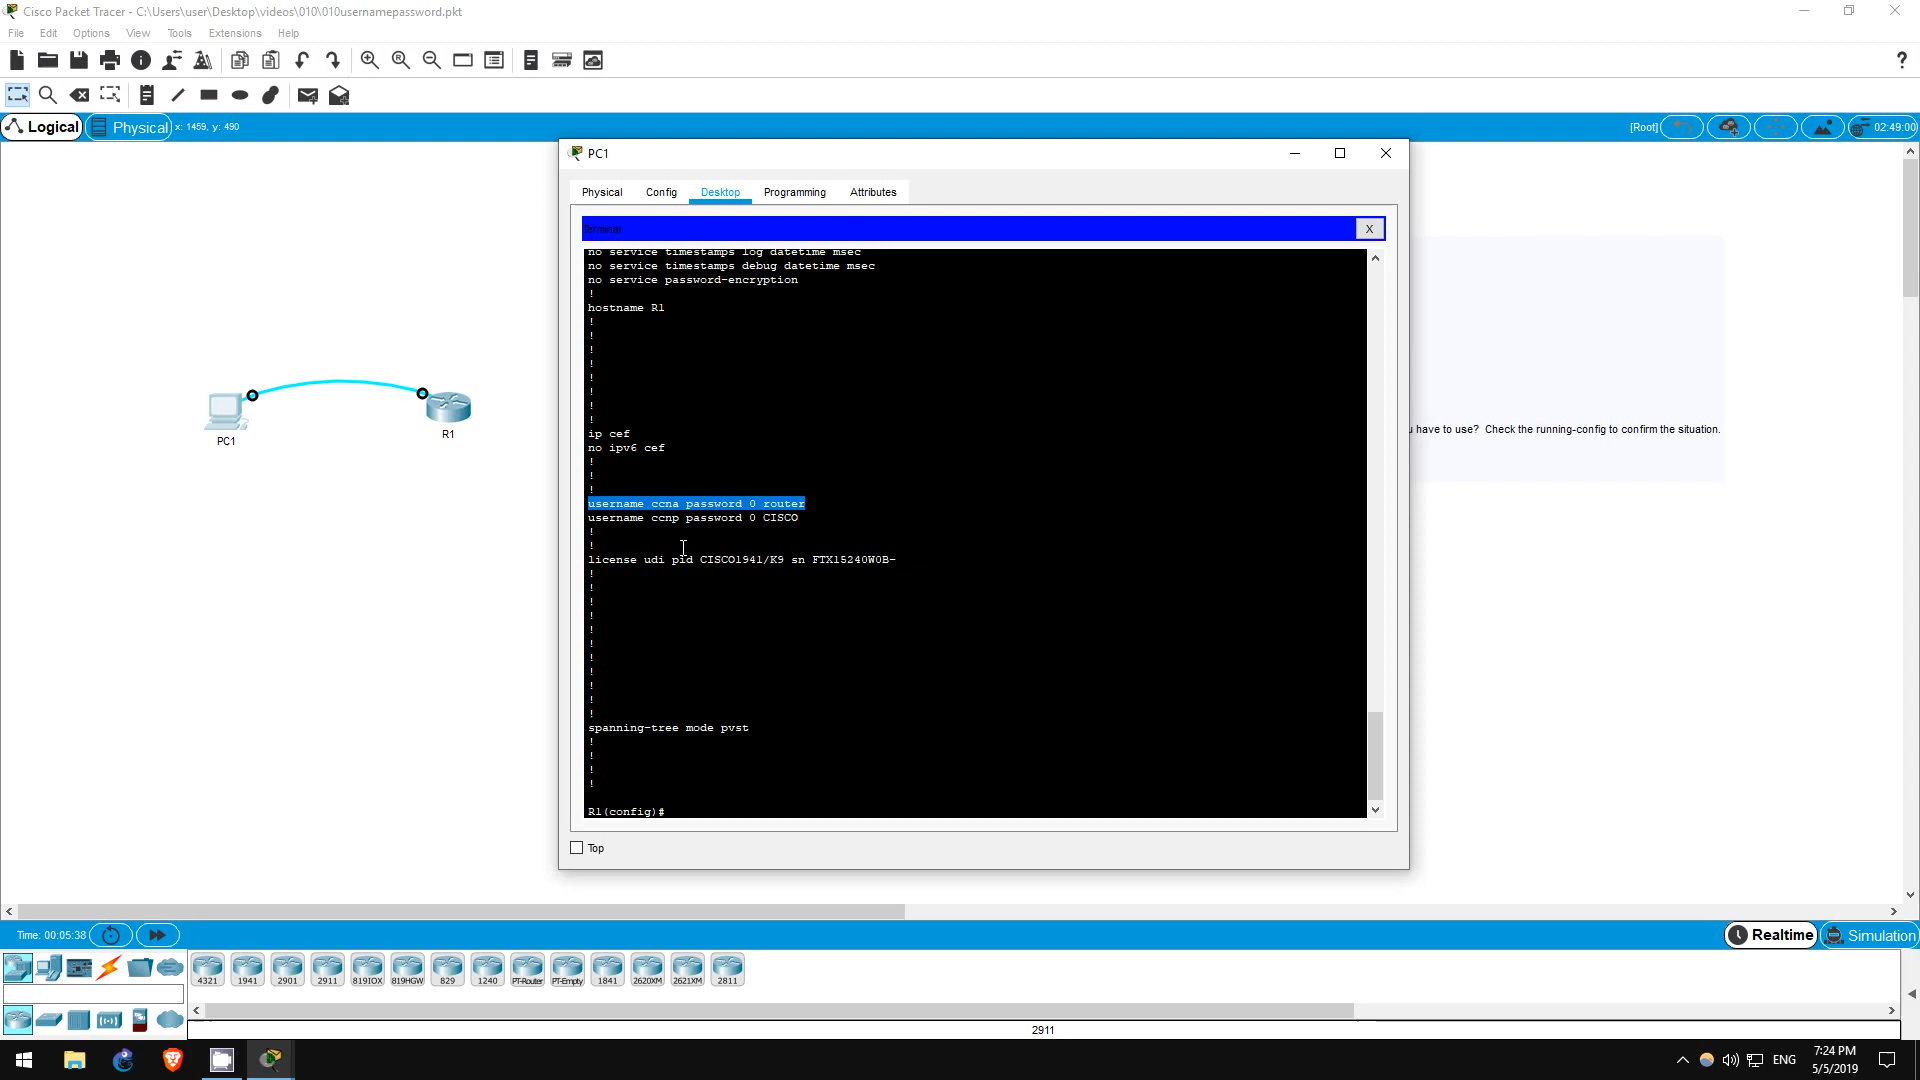 Cisco Packet Tracer - C:\Users\user\Desktop\videos\010\010usernamepassword.pkt
File Edit Options View Tools Extensions Help
Logical Physical x: 1459, y: 490 [Root] 02:49:00
PC1
Physical Config Desktop Programming Attributes
Terminal X
no service timestamps log datetime msec
no service timestamps debug datetime msec
no service password-encryption
!
hostname R1
!
!
!
!
!
!
!
!
ip cef
no ipv6 cef
!
!
!
username ccna password 0 router
username ccnp password 0 CISCO
!
!
license udi pid CISCO1941/K9 sn FTX15240W0B-
!
!
!
!
!
!
!
!
!
!
!
spanning-tree mode pvst
!
!
!
!
R1(config)#
Top
PC1
R1
have to use? Check the running-config to confirm the situation.
Time: 00:05:38 Realtime Simulation
4321 1941 2901 2911 819IOX 819HGW 829 1240 PT-Router PT-Empty 1841 2620XM 2621XM 2811
2911
ENG 7:24 PM
5/5/2019